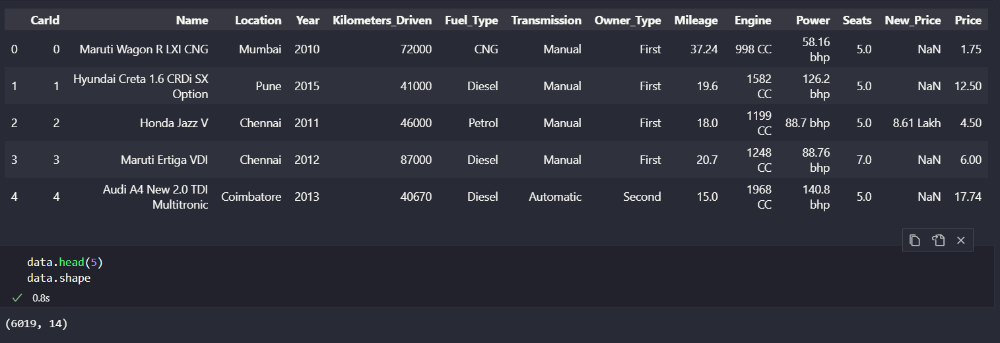 CarId Name Location Year Kilometers_Driven Fuel_Type Transmission Owner_Type Mileage Engine Power Seats New_Price Price
0 0 Maruti Wagon R LXI CNG Mumbai 2010 72000 CNG Manual First 37.24 998 CC 58.16 bhp 5.0 NaN 1.75
1 1 Hyundai Creta 1.6 CRDi SX Option Pune 2015 41000 Diesel Manual First 19.6 1582 CC 126.2 bhp 5.0 NaN 12.50
2 2 Honda Jazz V Chennai 2011 46000 Petrol Manual First 18.0 1199 CC 88.7 bhp 5.0 8.61 Lakh 4.50
3 3 Maruti Ertiga VDI Chennai 2012 87000 Diesel Manual First 20.7 1248 CC 88.76 bhp 7.0 NaN 6.00
4 4 Audi A4 New 2.0 TDI Multitronic Coimbatore 2013 40670 Diesel Automatic Second 15.0 1968 CC 140.8 bhp 5.0 NaN 17.74
data.head(5)
data.shape
0.8s
(6019, 14)